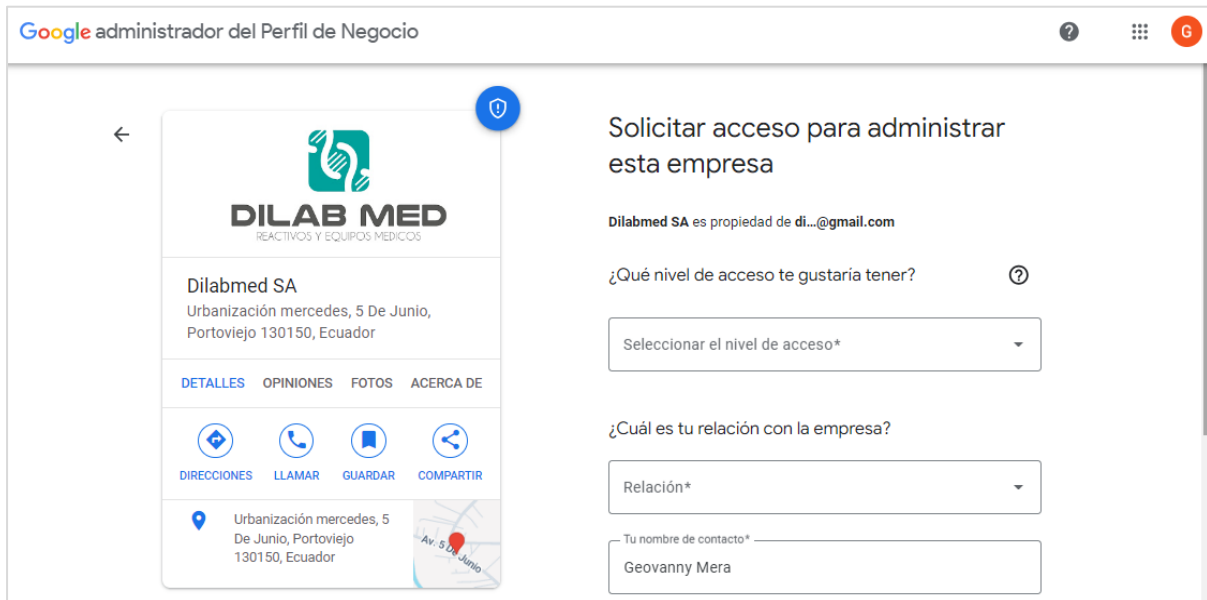 Google administrador del Perfil de Negocio
G
DILAB MED
REACTIVOS Y EQUIPOS MEDICOS
Dilabmed SA
Urbanización mercedes, 5 De Junio,
Portoviejo 130150, Ecuador
DETALLES OPINIONES FOTOS ACERCA DE
DIRECCIONES LLAMAR GUARDAR COMPARTIR
Urbanización mercedes, 5
De Junio, Portoviejo
130150, Ecuador
Av. 5 De Junio
Solicitar acceso para administrar
esta empresa
Dilabmed SA es propiedad de di...@gmail.com
¿Qué nivel de acceso te gustaría tener?
Seleccionar el nivel de acceso*
¿Cuál es tu relación con la empresa?
Relación*
Tu nombre de contacto*
Geovanny Mera